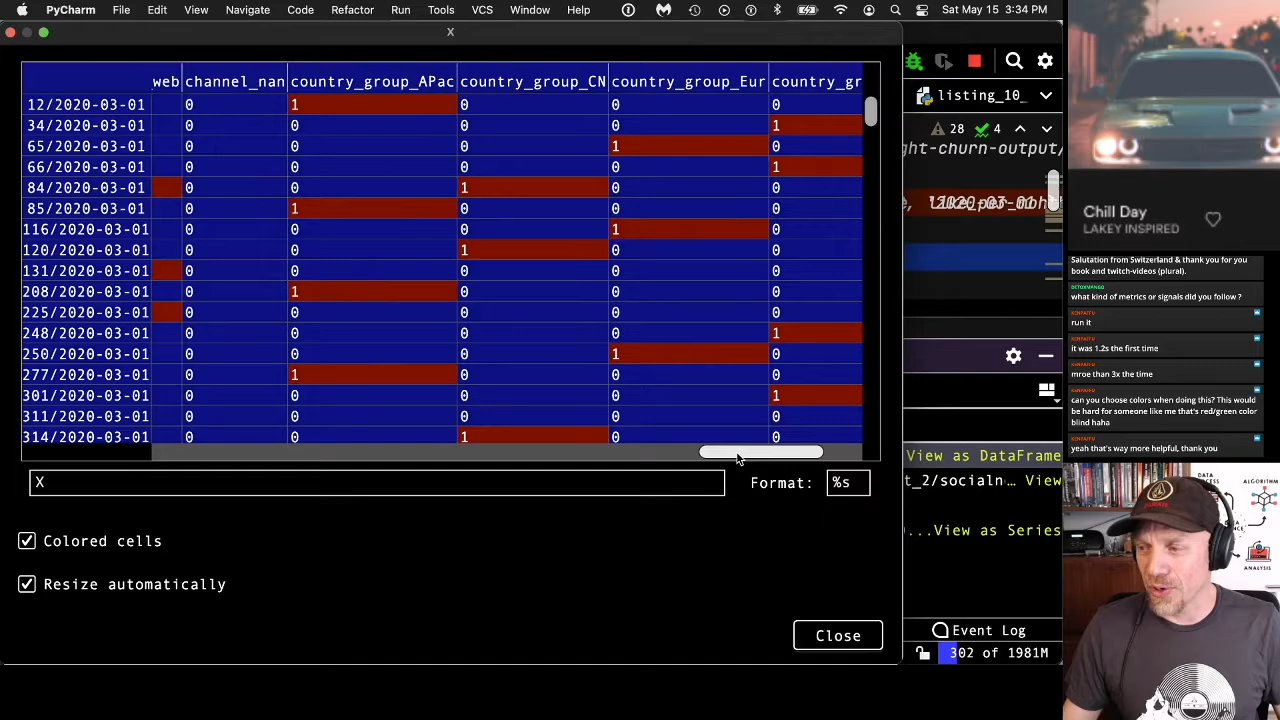 PyCharm File Edit View Navigate Code Refactor Run Tools VCS Window Help Sat May 15 3:34 PM
X
web channel_nan country_group_APac country_group_CN country_group_Eur country_gr
12/2020-03-01 0 1 0 0 0
34/2020-03-01 0 0 0 0 1
65/2020-03-01 0 0 0 1 0
66/2020-03-01 0 0 0 0 1
84/2020-03-01 0 0 1 0 0
85/2020-03-01 0 1 0 0 0
116/2020-03-01 0 0 0 1 0
120/2020-03-01 0 0 1 0 0
131/2020-03-01 0 0 0 0 0
208/2020-03-01 0 1 0 0 0
225/2020-03-01 0 0 0 0 0
248/2020-03-01 0 0 0 0 1
250/2020-03-01 0 0 0 1 0
277/2020-03-01 0 1 0 0 0
301/2020-03-01 0 0 0 0 1
311/2020-03-01 0 0 0 0 0
314/2020-03-01 0 0 1 0 0
X Format: %s
Colored cells
Resize automatically
Close
listing_10_
28 4
ght-churn-output/
View as DataFrame
t_2/socialn… View
...View as Series
Event Log
302 of 1981M
Chill Day
LAKEY INSPIRED
Salutation from Switzerland & thank you for you
book and twitch-videos (plural).
what kind of metrics or signals did you follow ?
run it
it was 1.2s the first time
mroe than 3x the time
can you choose colors when doing this? This would
be hard for someone like me that's red/green color
blind haha
yeah that's way more helpful, thank you
DATA
ALGORITHM
ANALYSIS